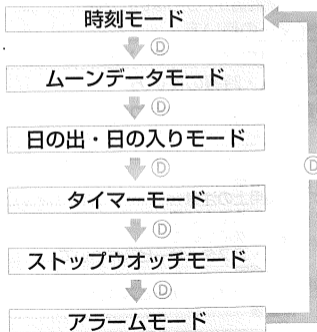 時刻モード
Ⓓ
ムーンデータモード
Ⓓ
日の出・日の入りモード
Ⓓ
Ⓓ
タイマーモード
Ⓓ
ストップウオッチモード
Ⓓ
アラームモード